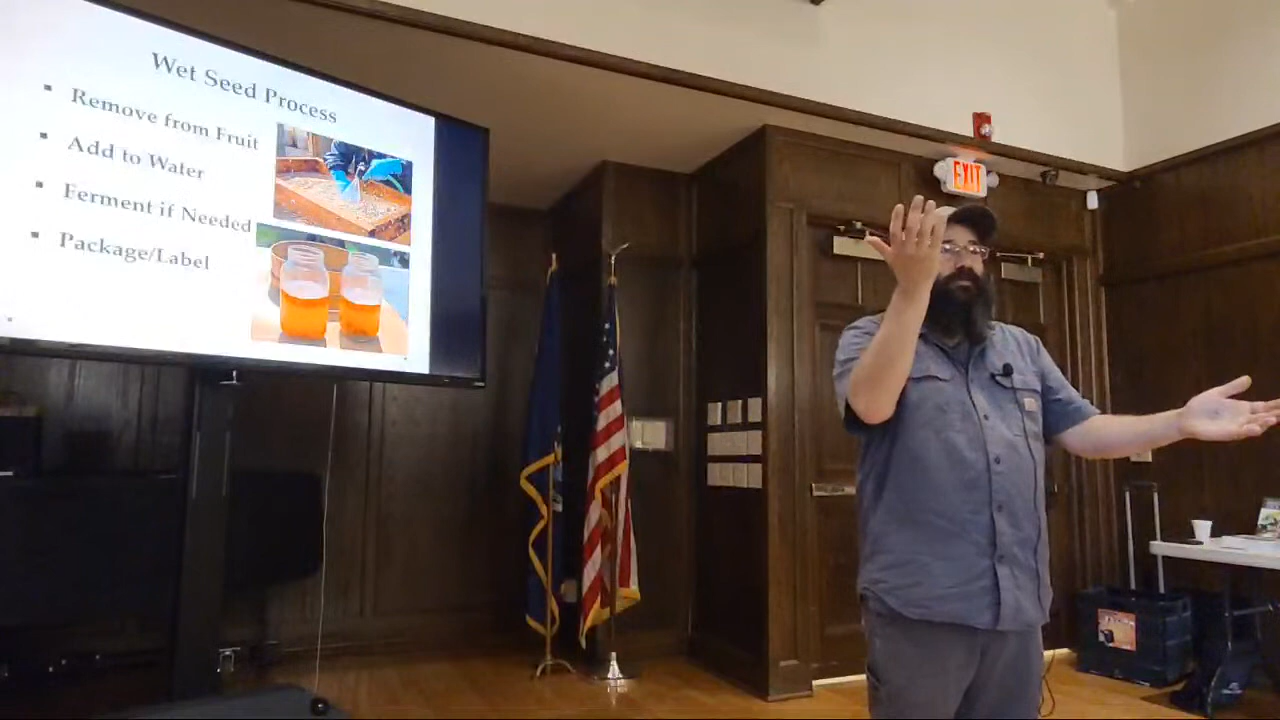 Wet Seed Process
▪ Remove from Fruit
▪ Add to Water
▪ Ferment if Needed
▪ Package/Label
EXIT